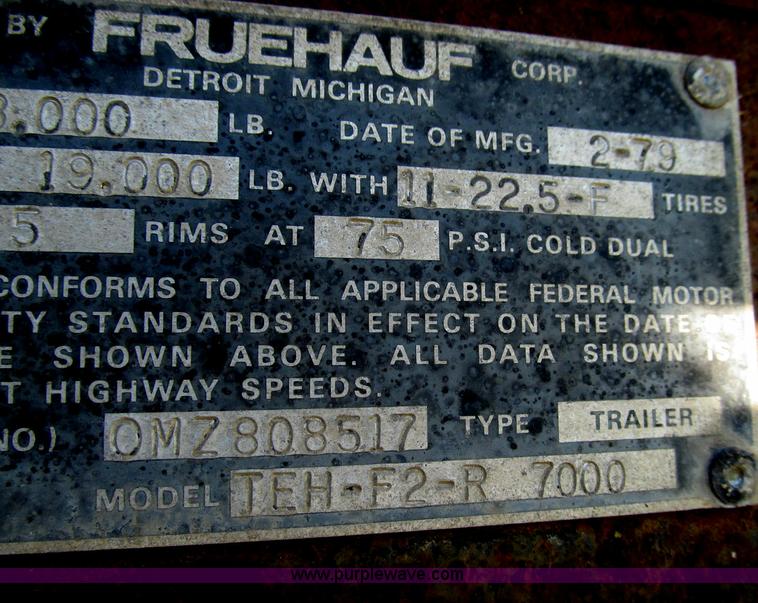 BY FRUEHAUF CORP.
DETROIT MICHIGAN
8.000 LB. DATE OF MFG. 2-79
19.000 LB. WITH 11-22.5-F TIRES
5 RIMS AT 75 P.S.I. COLD DUAL
CONFORMS TO ALL APPLICABLE FEDERAL MOTOR
TY STANDARDS IN EFFECT ON THE DATE OF
E SHOWN ABOVE. ALL DATA SHOWN IS
T HIGHWAY SPEEDS.
NO.) OMZ808517 TYPE TRAILER
MODEL TEH-F2-R 7000
www.purplewave.com